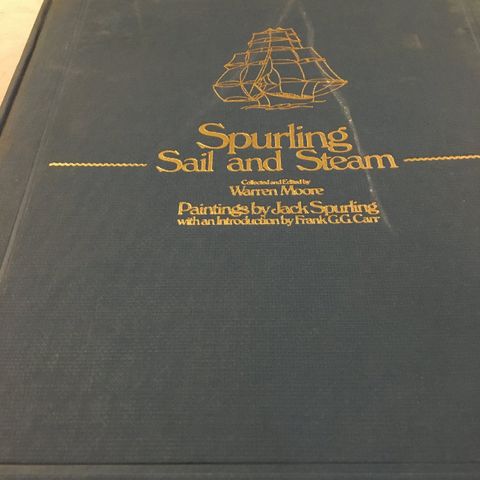 Spurling
Sail and Steam
Collected and Edited by
Warren Moore
Paintings by Jack Spurling
with an Introduction by Frank G.G. Carr